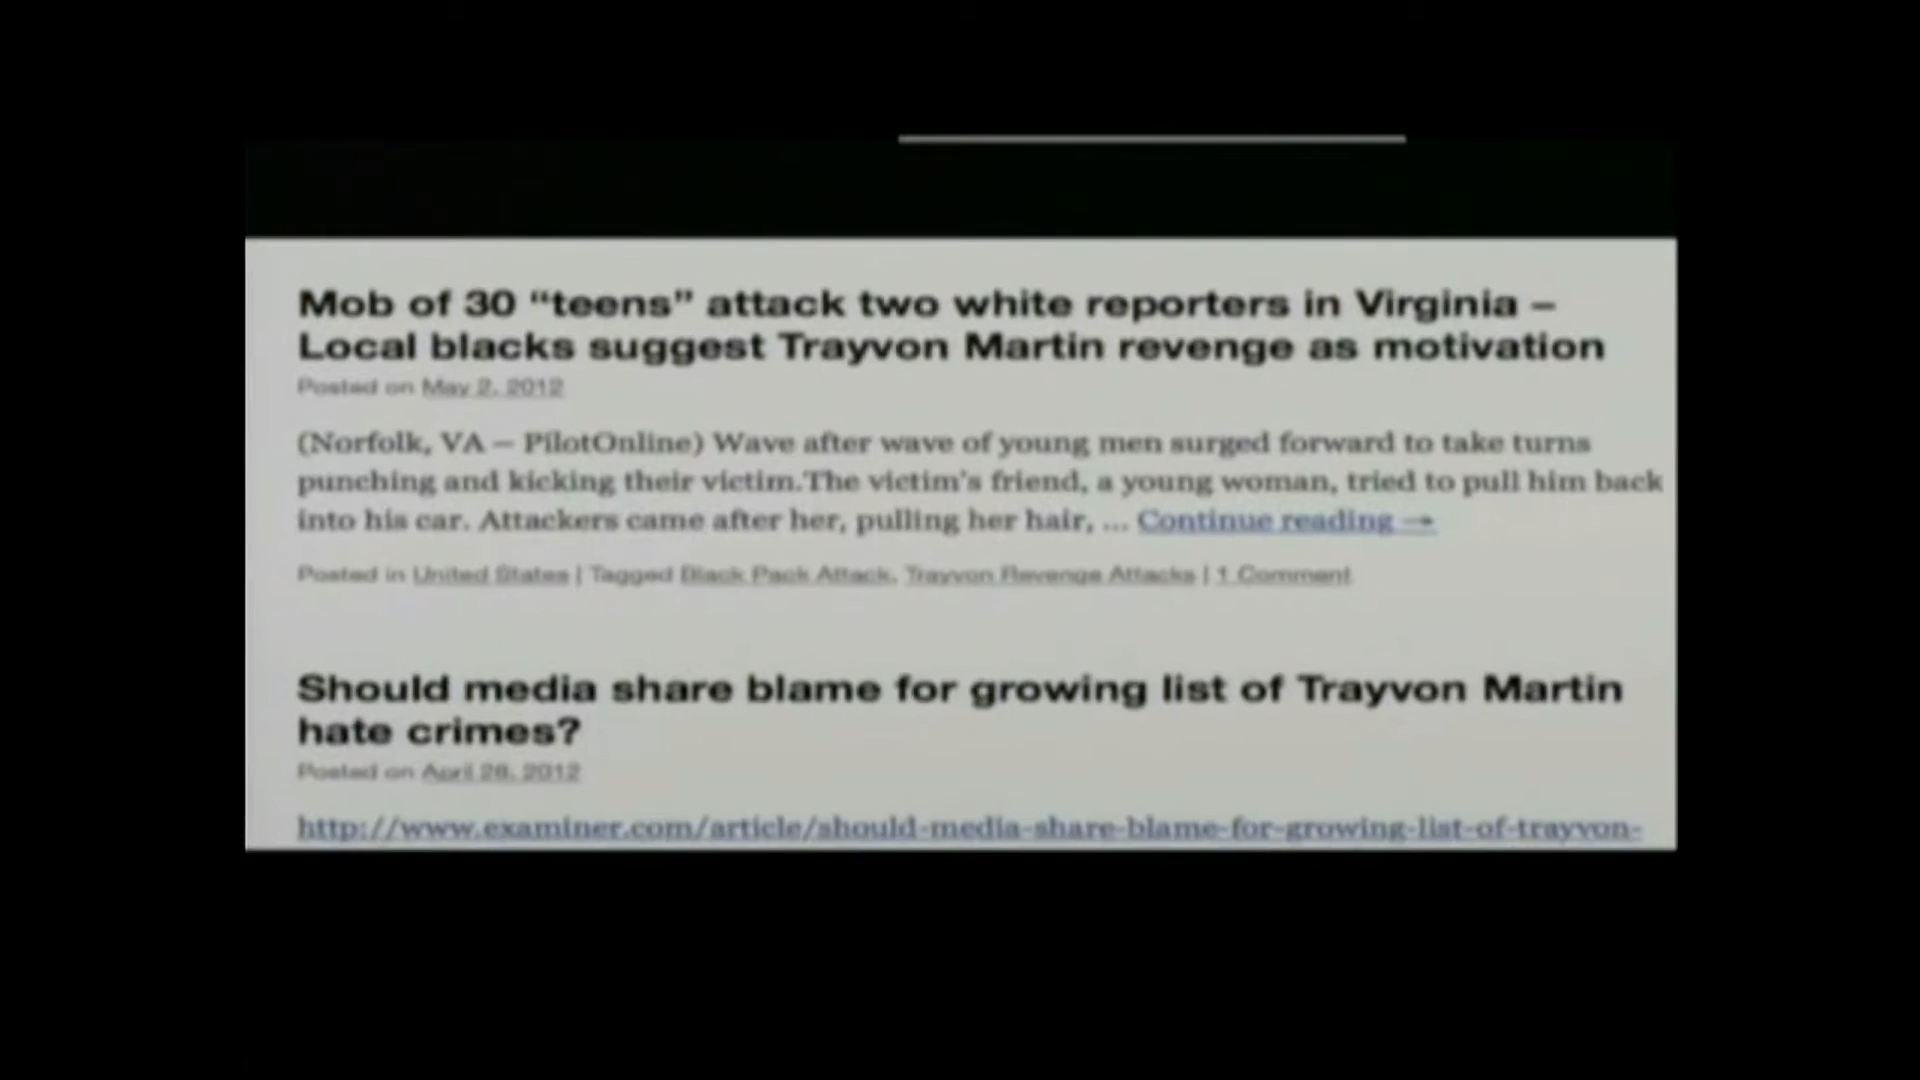 Mob of 30 “teens” attack two white reporters in Virginia –
Local blacks suggest Trayvon Martin revenge as motivation
Posted on May 2, 2012
(Norfolk, VA – PilotOnline) Wave after wave of young men surged forward to take turns
punching and kicking their victim.The victim's friend, a young woman, tried to pull him back
into his car. Attackers came after her, pulling her hair, ... Continue reading →
Posted in United States | Tagged Black Pack Attack, Trayvon Revenge Attacks | 1 Comment
Should media share blame for growing list of Trayvon Martin
hate crimes?
Posted on April 28, 2012
http://www.examiner.com/article/should-media-share-blame-for-growing-list-of-trayvon-